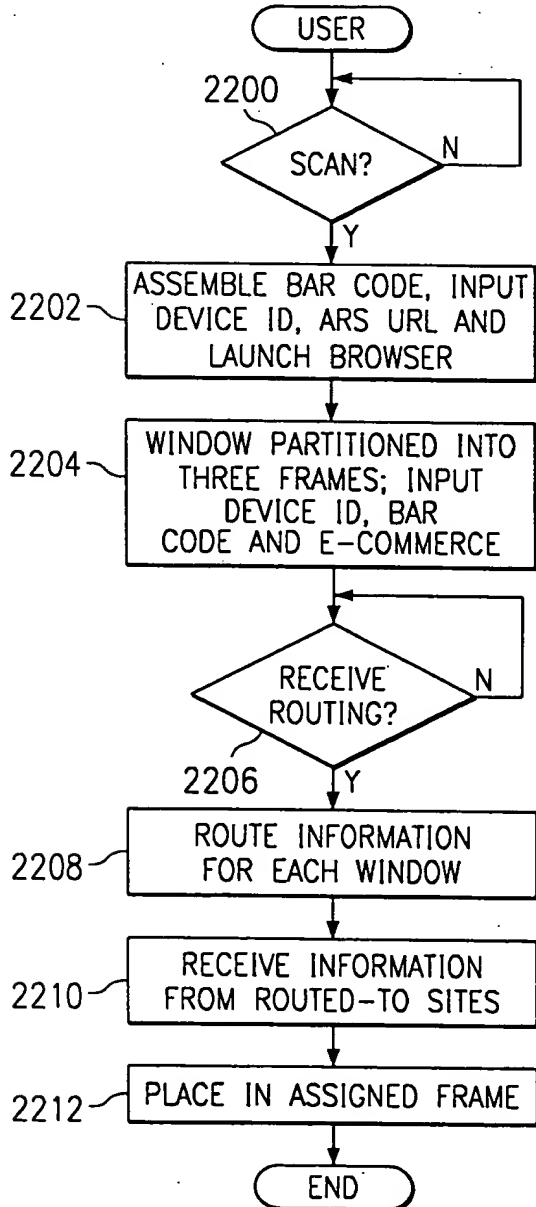 USER
2200
SCAN?
N
Y
2202
ASSEMBLE BAR CODE, INPUT
DEVICE ID, ARS URL AND
LAUNCH BROWSER
2204
WINDOW PARTITIONED INTO
THREE FRAMES; INPUT
DEVICE ID, BAR
CODE AND E-COMMERCE
RECEIVE
ROUTING?
N
2206
Y
2208
ROUTE INFORMATION
FOR EACH WINDOW
2210
RECEIVE INFORMATION
FROM ROUTED-TO SITES
2212
PLACE IN ASSIGNED FRAME
END